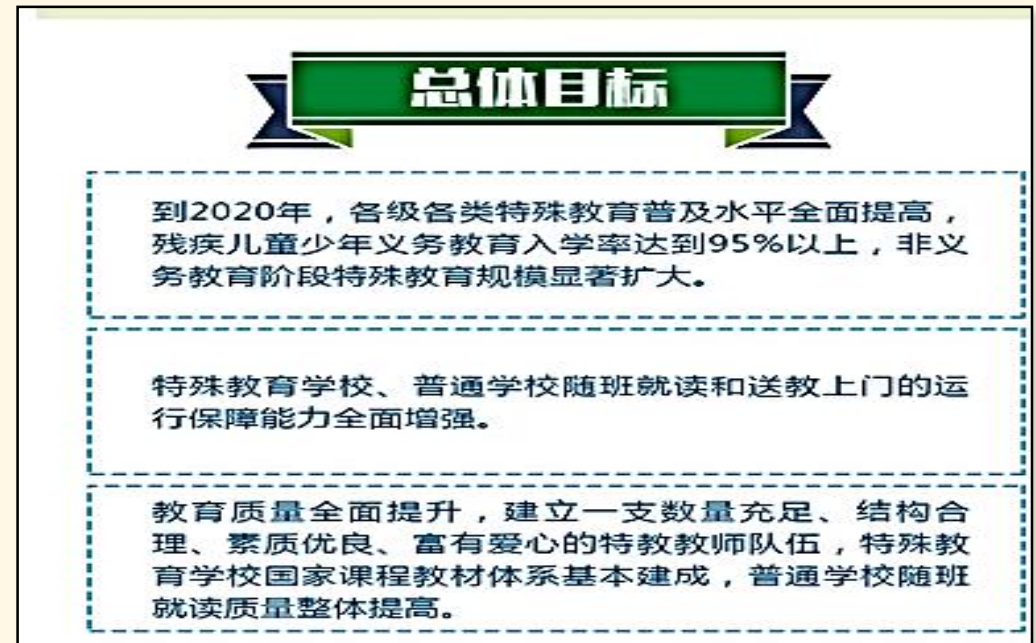 总体目标
到2020年，各级各类特殊教育普及水平全面提高，
残疾儿童少年义务教育入学率达到95%以上，非义
务教育阶段特殊教育规模显著扩大。
特殊教育学校、普通学校随班就读和送教上门的运
行保障能力全面增强。
教育质量全面提升，建立一支数量充足、结构合
理、素质优良、富有爱心的特教教师队伍，特殊教
育学校国家课程教材体系基本建成，普通学校随班
就读质量整体提高。